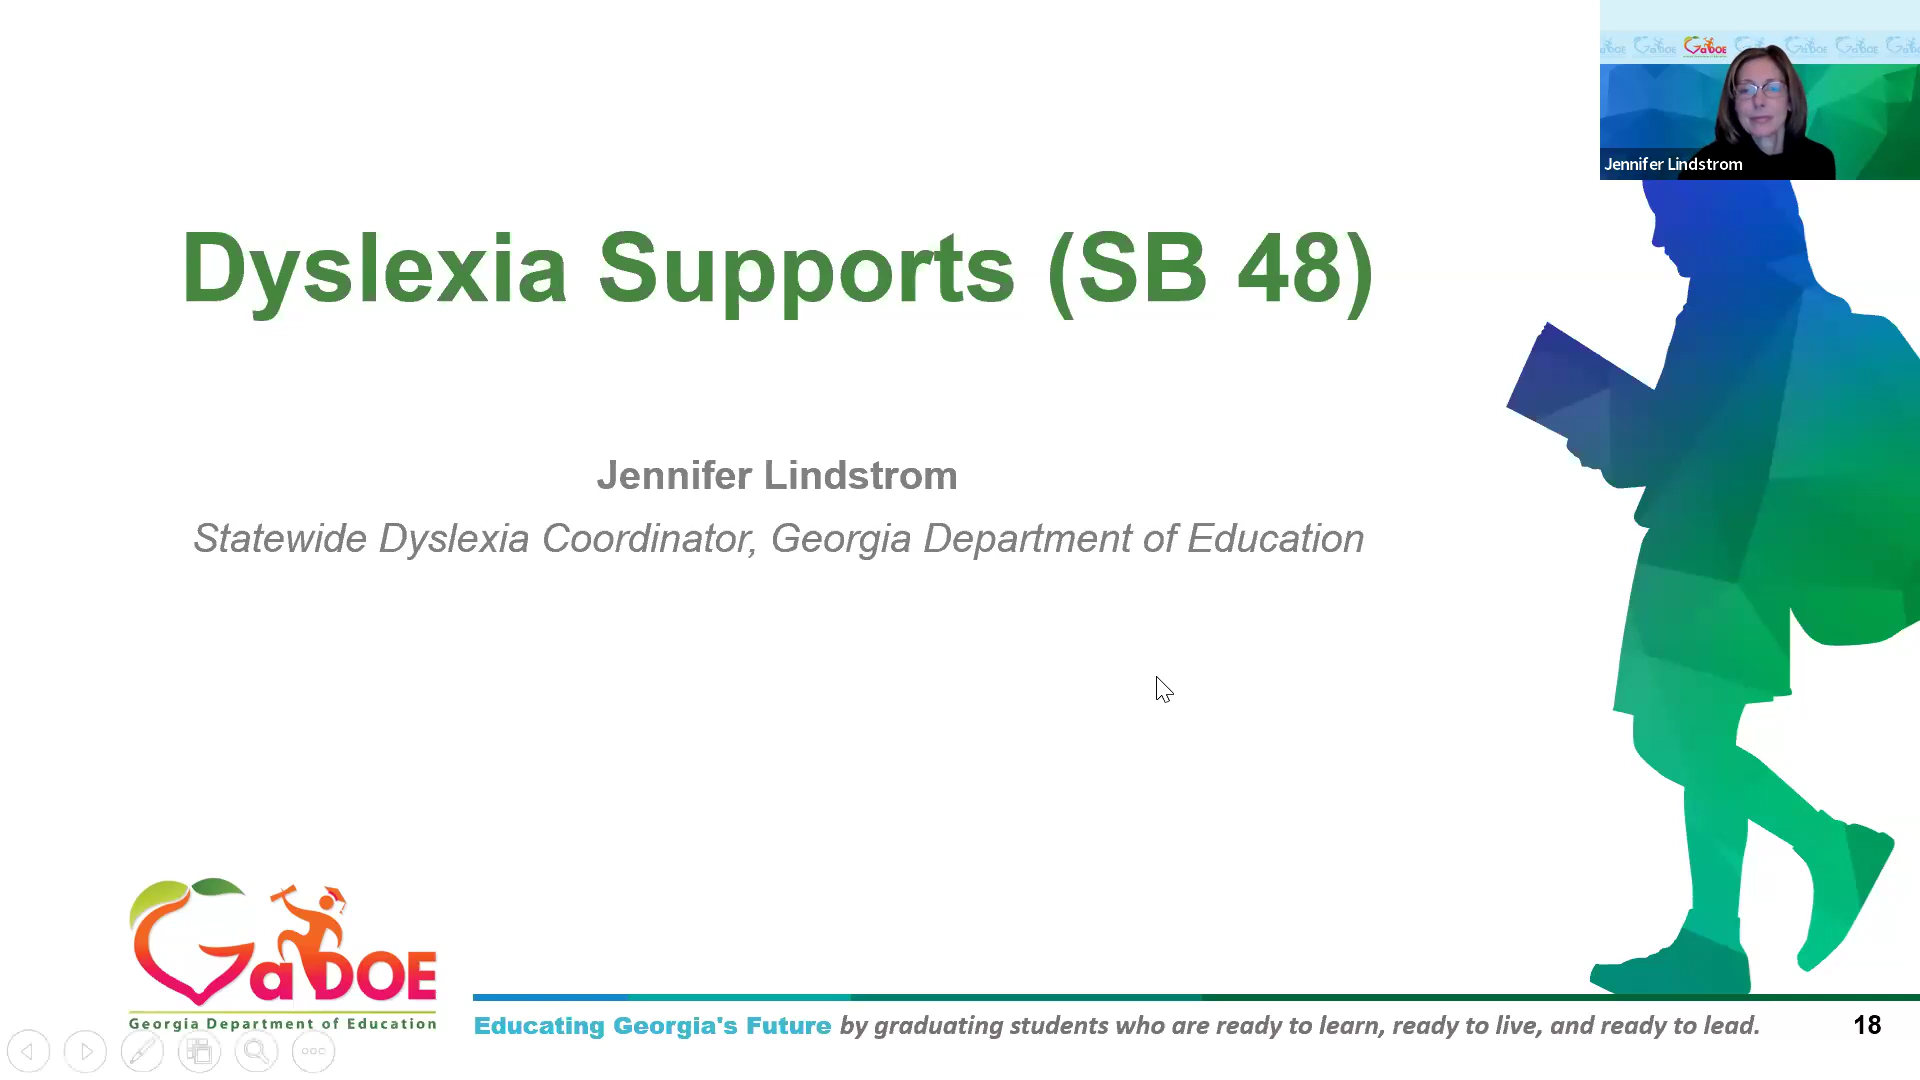 GaDOE
Jennifer Lindstrom
Dyslexia Supports (SB 48)
Jennifer Lindstrom
Statewide Dyslexia Coordinator, Georgia Department of Education
GaDOE
Georgia Department of Education
Educating Georgia's Future by graduating students who are ready to learn, ready to live, and ready to lead.
18